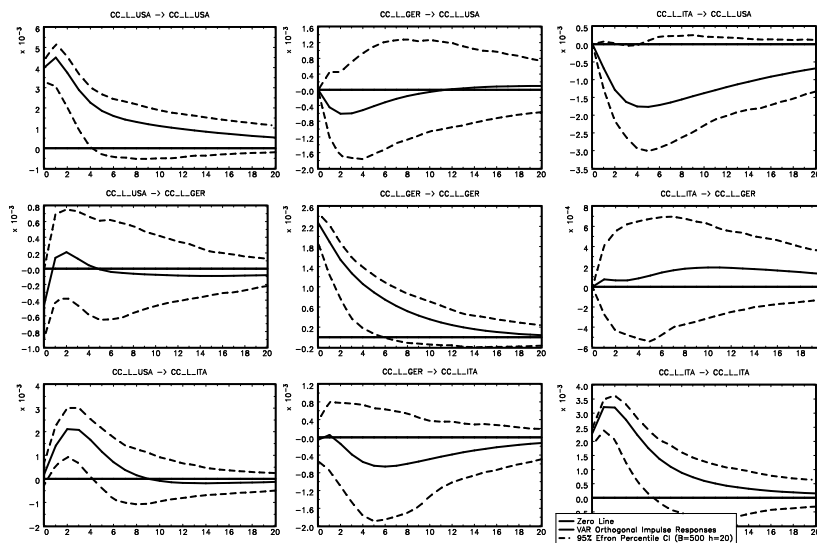 CC_L_USA -> CC_L_USA
CC_L_GER -> CC_L_USA
CC_L_ITA -> CC_L_USA
x 10⁻³
6
5
4
3
2
1
0
-1
0 2 4 6 8 10 12 14 16 18 20
x 10⁻³
1.6
1.2
0.8
0.4
-0.0
-0.4
-0.8
-1.2
-1.6
-2.0
0 2 4 6 8 10 12 14 16 18 20
x 10⁻³
0.5
0.0
-0.5
-1.0
-1.5
-2.0
-2.5
-3.0
-3.5
0 2 4 6 8 10 12 14 16 18 20
CC_L_USA -> CC_L_GER
CC_L_GER -> CC_L_GER
CC_L_ITA -> CC_L_GER
x 10⁻³
0.8
0.6
0.4
0.2
-0.0
-0.2
-0.4
-0.6
-0.8
-1.0
0 2 4 6 8 10 12 14 16 18 20
x 10⁻³
2.6
2.2
1.8
1.4
1.0
0.6
0.2
-0.2
0 2 4 6 8 10 12 14 16 18 20
x 10⁻⁴
8
6
4
2
0
-2
-4
-6
0 2 4 6 8 10 12 14 16 18
CC_L_USA -> CC_L_ITA
CC_L_GER -> CC_L_ITA
CC_L_ITA -> CC_L_ITA
x 10⁻³
4
3
2
1
0
-1
-2
0 2 4 6 8 10 12 14 16 18 20
x 10⁻³
1.2
0.8
0.4
-0.0
-0.4
-0.8
-1.2
-1.6
-2.0
0 2 4 6 8 10 12 14 16 18 20
x 10⁻³
4.0
3.5
3.0
2.5
2.0
1.5
1.0
0.5
0.0
18 20
Zero Line
VAR Orthogonal Impulse Responses
95% Efron Percentile CI (B=500 h=20)